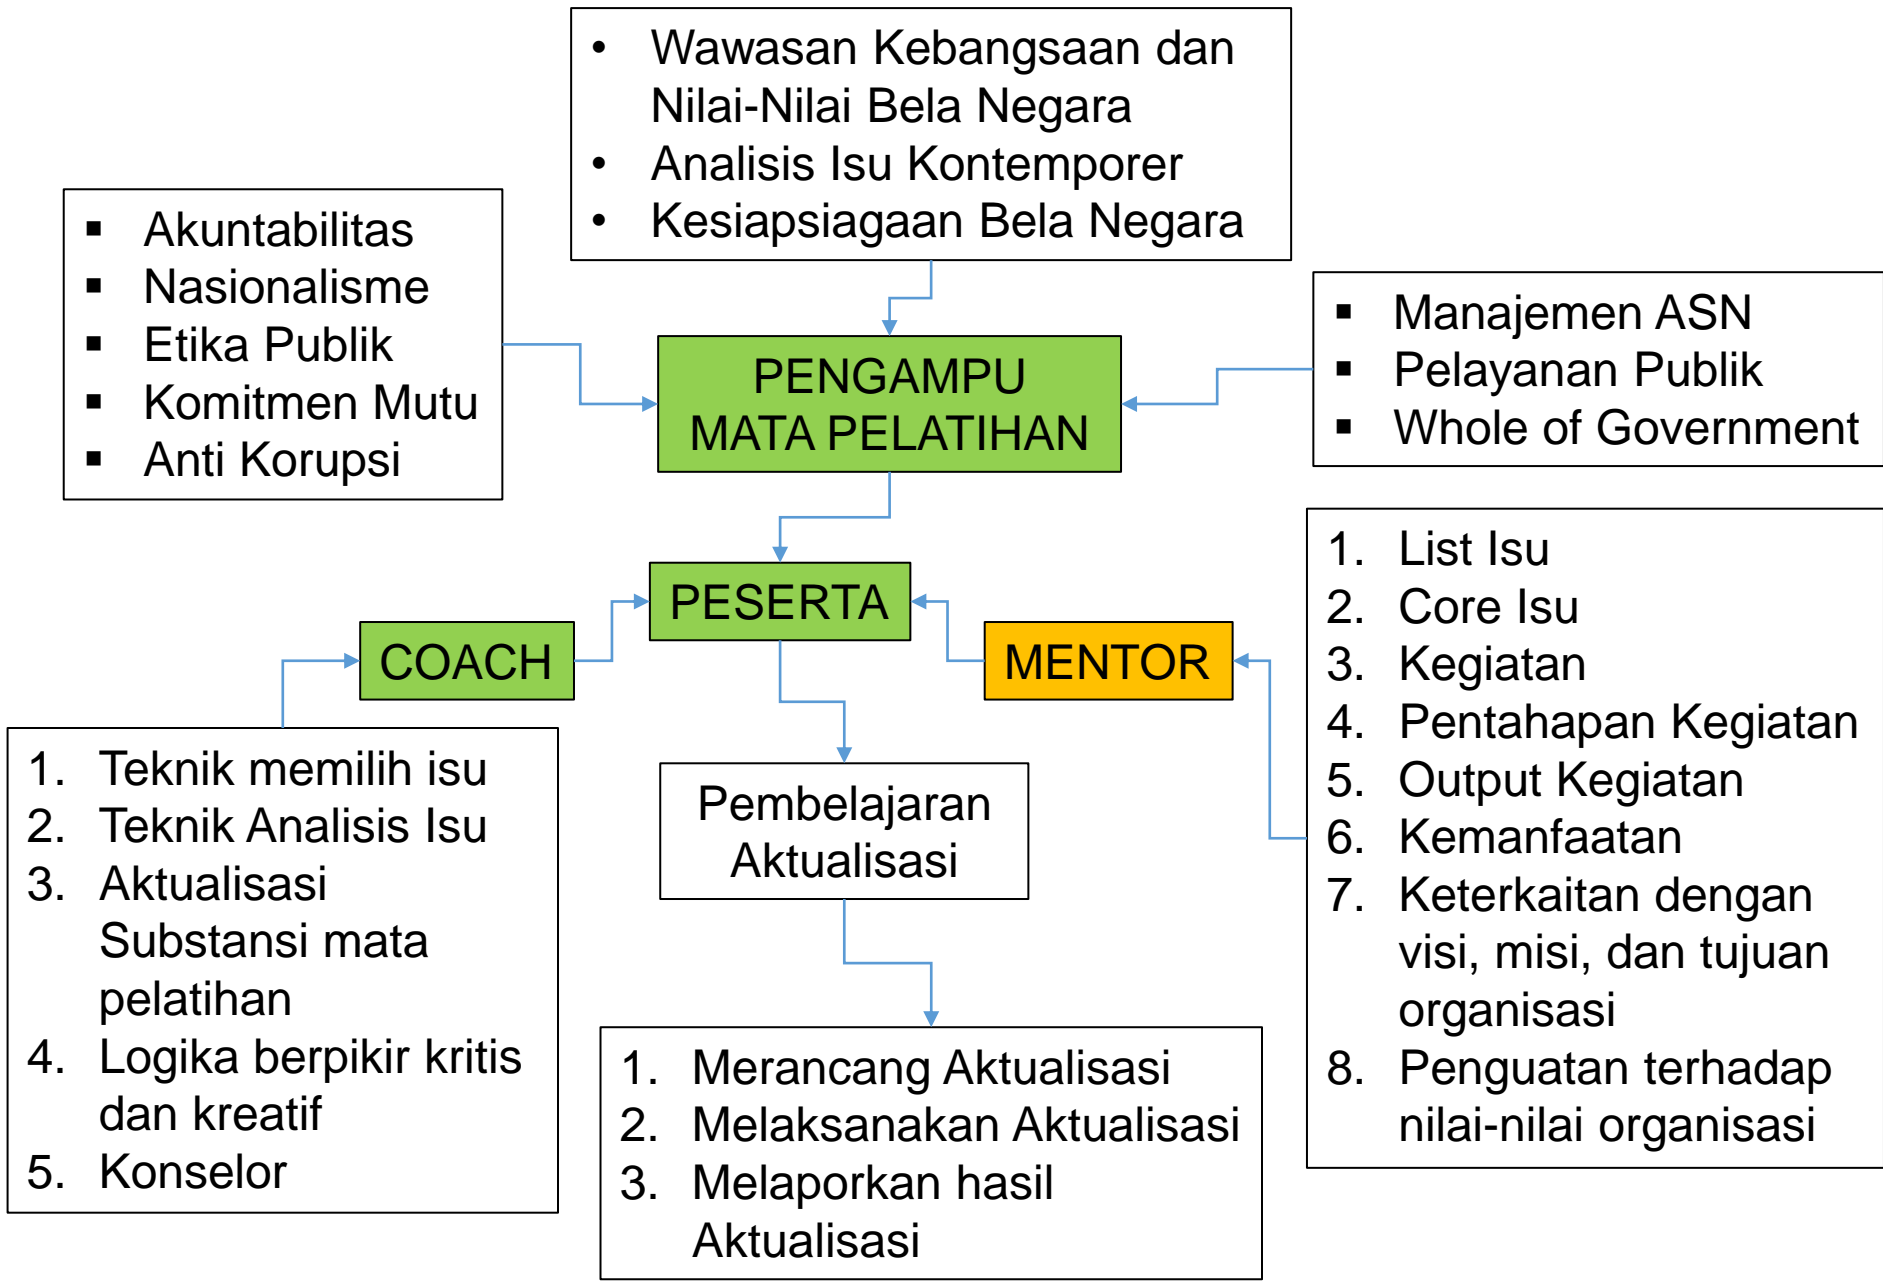 • Wawasan Kebangsaan dan
Nilai-Nilai Bela Negara
• Analisis Isu Kontemporer
• Kesiapsiagaan Bela Negara
▪ Akuntabilitas
▪ Nasionalisme
▪ Etika Publik
▪ Komitmen Mutu
▪ Anti Korupsi
PENGAMPU
MATA PELATIHAN
▪ Manajemen ASN
▪ Pelayanan Publik
▪ Whole of Government
PESERTA
COACH
MENTOR
1. Teknik memilih isu
2. Teknik Analisis Isu
3. Aktualisasi
Substansi mata
pelatihan
4. Logika berpikir kritis
dan kreatif
5. Konselor
Pembelajaran
Aktualisasi
1. Merancang Aktualisasi
2. Melaksanakan Aktualisasi
3. Melaporkan hasil
Aktualisasi
1. List Isu
2. Core Isu
3. Kegiatan
4. Pentahapan Kegiatan
5. Output Kegiatan
6. Kemanfaatan
7. Keterkaitan dengan
visi, misi, dan tujuan
organisasi
8. Penguatan terhadap
nilai-nilai organisasi